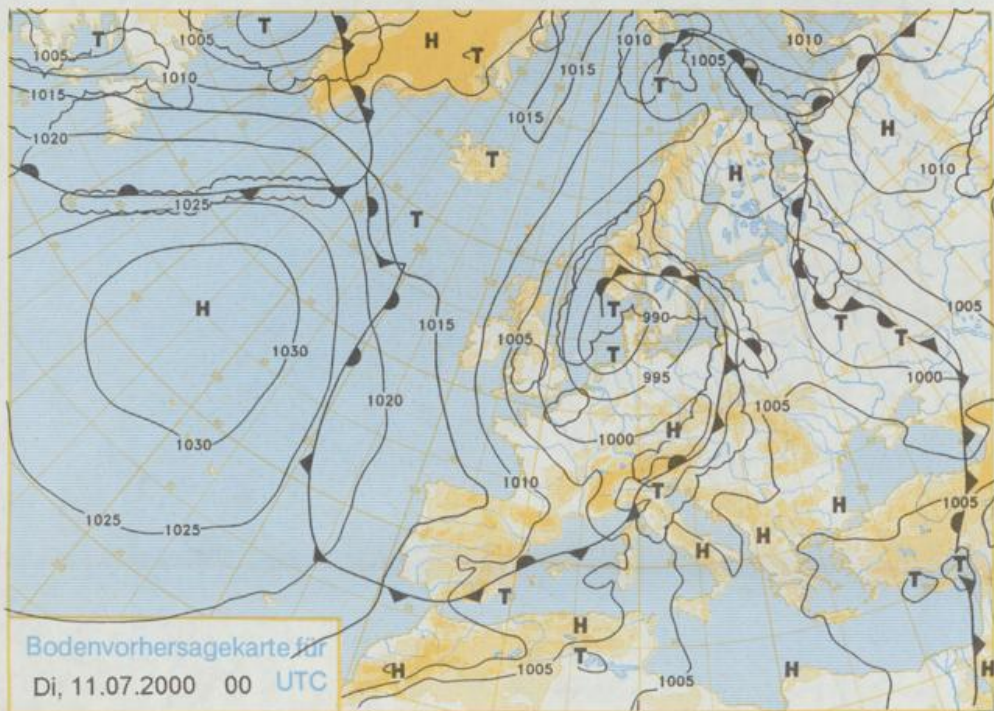 T 1005 T H T 1015 1010 1005 1010
1005 1010 T
1015 1015 H
1020 T H 1010
1025 T
H T 990 1005
1030 1015 1005 T T
T 995 1000
1020 1005
1030 1000 H
1010 T H 1005
1025 1025 H H
T T
T H
Bodenvorhersagekarte für
Di, 11.07.2000 00 UTC
H 1005 T 1005 H H